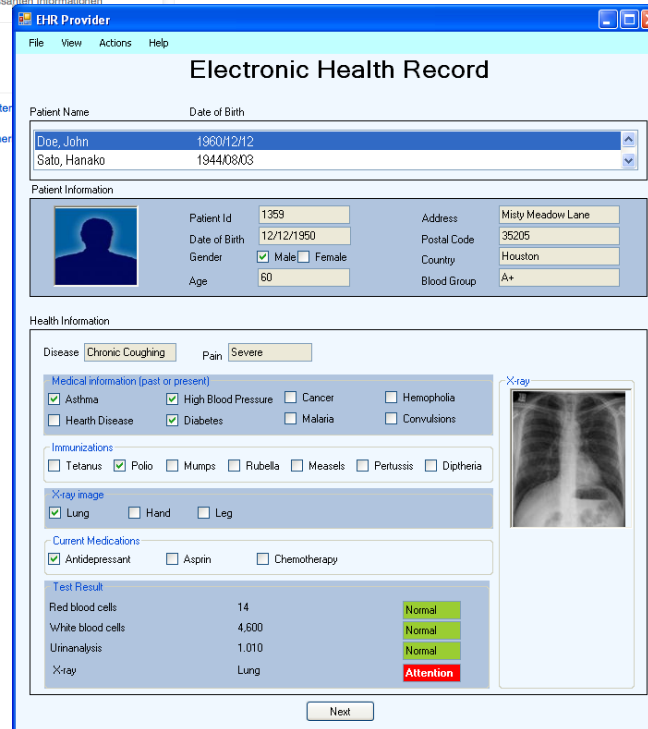 santen Informationen
EHR Provider
File View Actions Help
Electronic Health Record
Patient Name Date of Birth
Doe, John 1960/12/12
Sato, Hanako 1944/08/03
Patient Information
Patient Id 1359 Address Misty Meadow Lane
Date of Birth 12/12/1950 Postal Code 35205
Gender Male Female Country Houston
Age 60 Blood Group A+
Health Information
Disease Chronic Coughing Pain Severe
Medical information (past or present) X-ray
Asthma High Blood Pressure Cancer Hemopholia
Hearth Disease Diabetes Malaria Convulsions
Immunizations
Tetanus Polio Mumps Rubella Measels Pertussis Diptheria
X-ray image
Lung Hand Leg
Current Medications
Antidepressant Asprin Chemotherapy
Test Result
Red blood cells 14 Normal
White blood cells 4,600 Normal
Urinanalysis 1.010 Normal
X-ray Lung Attention
Next